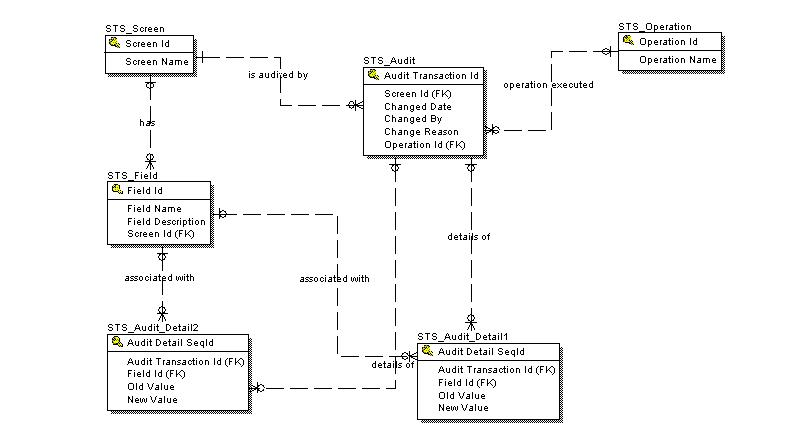 STS_Screen
Screen Id
Screen Name
STS_Operation
Operation Id
Operation Name
STS_Audit
Audit Transaction Id
Screen Id (FK)
Changed Date
Changed By
Change Reason
Operation Id (FK)
is audired by
operation executed
has
STS_Field
Field Id
Field Name
Field Description
Screen Id (FK)
details of
associated with
associated with
STS_Audit_Detail2
Audit Detail SeqId
Audit Transaction Id (FK)
Field Id (FK)
Old Value
New Value
details of
STS_Audit_Detail1
Audit Detail SeqId
Audit Transaction Id (FK)
Field Id (FK)
Old Value
New Value